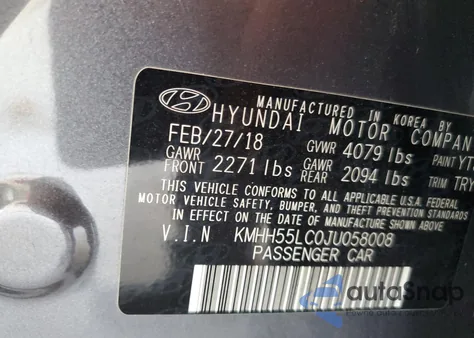 MANUFACTURED IN KOREA BY
HYUNDAI MOTOR COMPAN
FEB/27/18 GVWR 4079 lbs PAINT
GAWR FRONT 2271 lbs GAWR REAR 2094 lbs TRIM TRY
THIS VEHICLE CONFORMS TO ALL APPLICABLE U.S.A FEDERAL
MOTOR VEHICLE SAFETY, BUMPER, AND THEFT PREVENTION STANDARDS
IN EFFECT ON THE DATE OF MANUFACTURE SHOWN ABOVE.
V.I.N KMHH55LC0JU058008
PASSENGER CAR
autoSnap